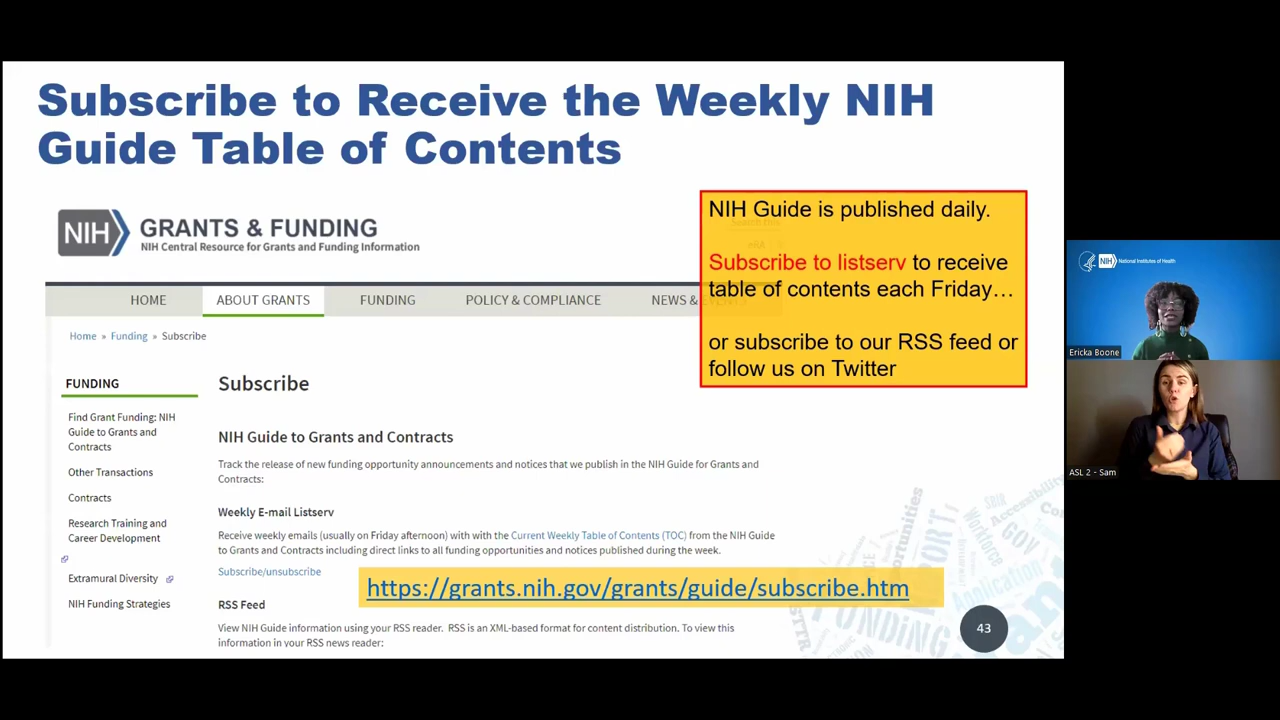 Subscribe to Receive the Weekly NIH
Guide Table of Contents
NIH
GRANTS & FUNDING
NIH Central Resource for Grants and Funding Information
HOME
ABOUT GRANTS
FUNDING
POLICY & COMPLIANCE
NEWS &
NIH Guide is published daily.
Subscribe to listserv to receive
table of contents each Friday…
or subscribe to our RSS feed or
follow us on Twitter
Home » Funding » Subscribe
FUNDING
Find Grant Funding: NIH
Guide to Grants and
Contracts
Other Transactions
Contracts
Research Training and
Career Development
Extramural Diversity
NIH Funding Strategies
Subscribe
NIH Guide to Grants and Contracts
Track the release of new funding opportunity announcements and notices that we publish in the NIH Guide for Grants and
Contracts:
Weekly E-mail Listserv
Receive weekly emails (usually on Friday afternoon) with with the Current Weekly Table of Contents (TOC) from the NIH Guide
to Grants and Contracts including direct links to all funding opportunities and notices published during the week.
Subscribe/unsubscribe
https://grants.nih.gov/grants/guide/subscribe.htm
RSS Feed
View NIH Guide information using your RSS reader. RSS is an XML-based format for content distribution. To view this
information in your RSS news reader:
43
NIH National Institutes of Health
Ericka Boone
ASL 2 - Sam
FUNDING
Application
Workforce
GOV
SBIR
Accessibility
STTR